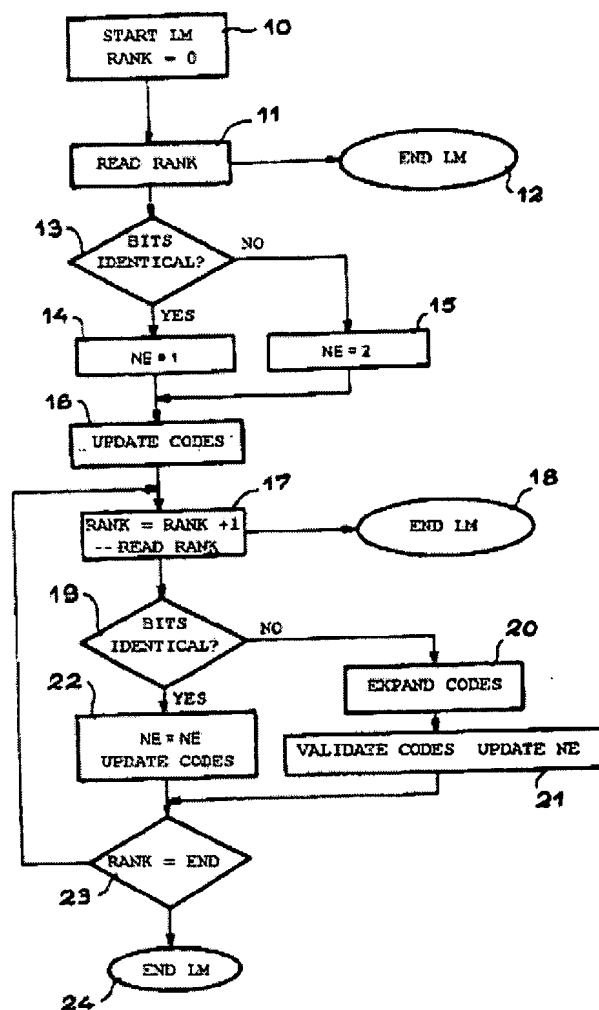 START LM
RANK = 0
10
READ RANK
11
END LM
12
13
BITS
IDENTICAL?
NO
YES
14
NE = 1
15
NE = 2
16
UPDATE CODES
17
RANK = RANK +1
-- READ RANK
18
END LM
19
BITS
IDENTICAL?
NO
YES
20
EXPAND CODES
22
NE = NE
UPDATE CODES
VALIDATE CODES UPDATE NE
21
RANK = END
23
END LM
24